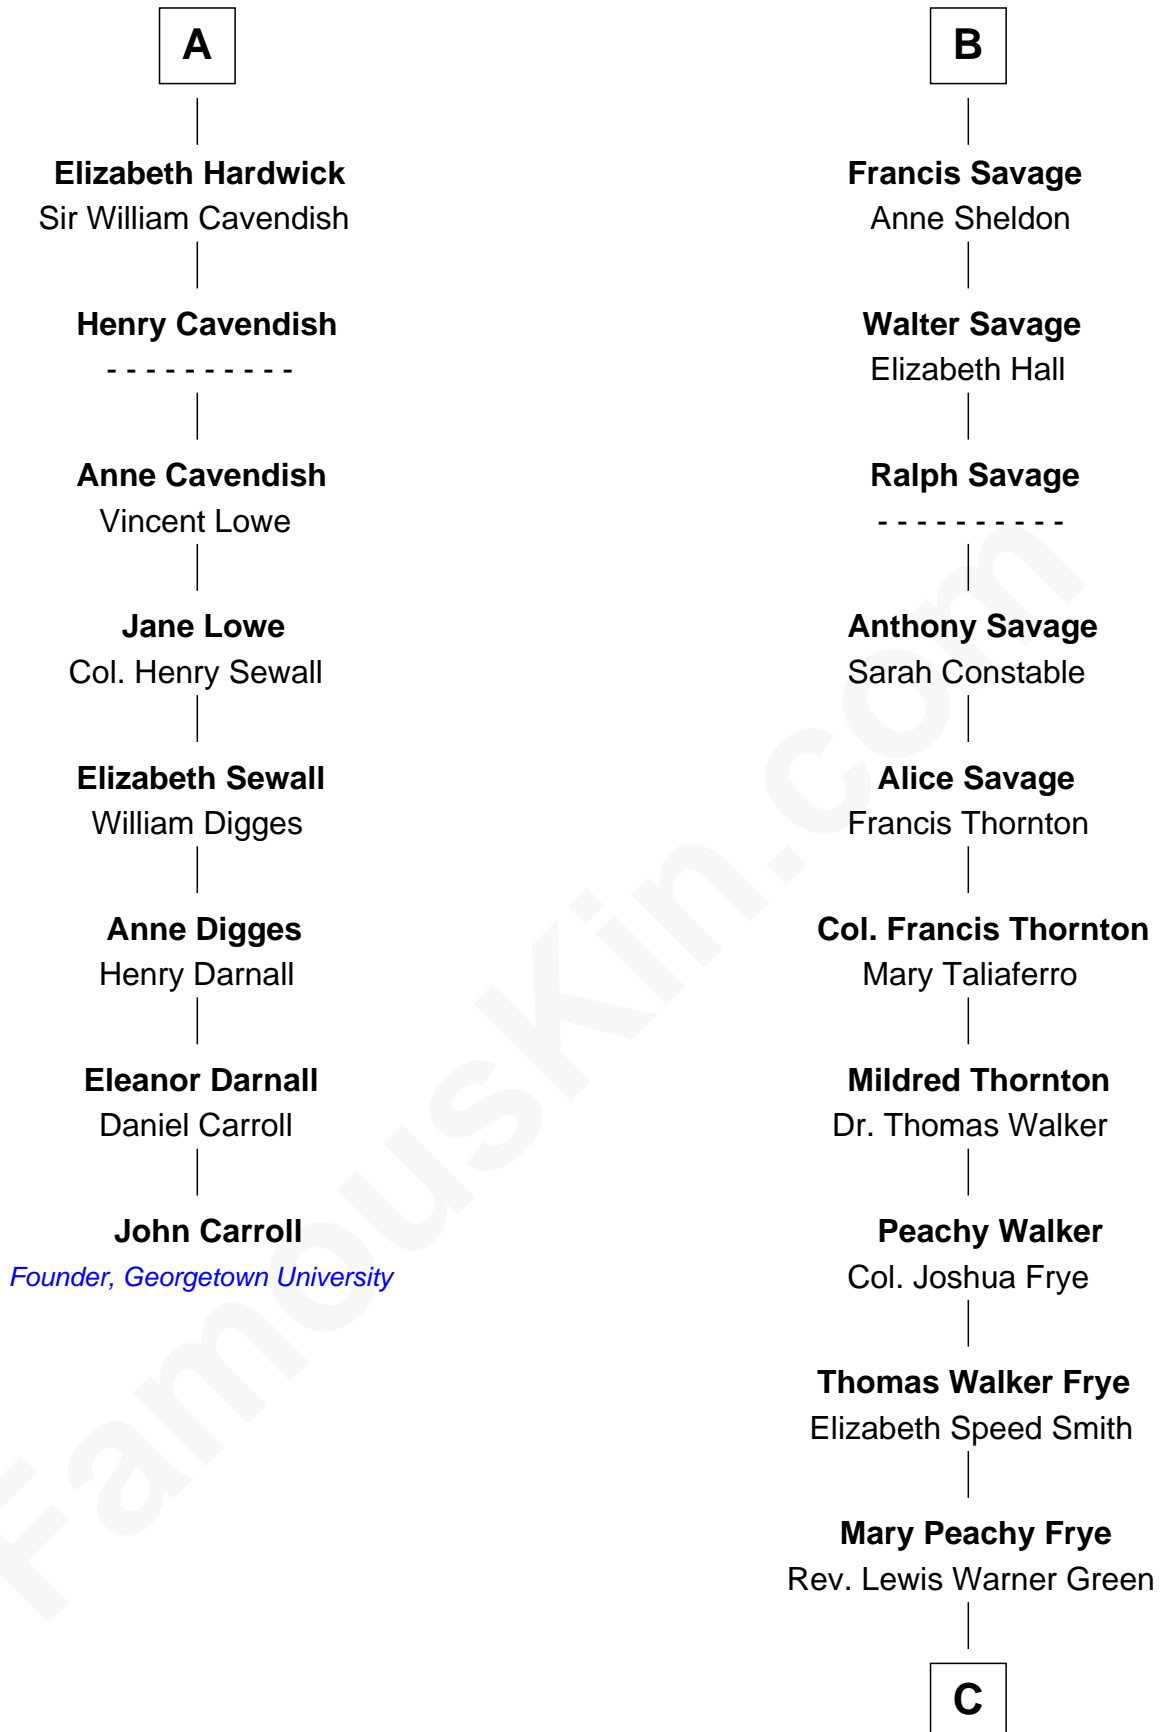 A
Elizabeth Hardwick
Sir William Cavendish
Henry Cavendish
- - - - - - - - - -
Anne Cavendish
Vincent Lowe
Jane Lowe
Col. Henry Sewall
Elizabeth Sewall
William Digges
Anne Digges
Henry Darnall
Eleanor Darnall
Daniel Carroll
John Carroll
Founder, Georgetown University
B
Francis Savage
Anne Sheldon
Walter Savage
Elizabeth Hall
Ralph Savage
- - - - - - - - - -
Anthony Savage
Sarah Constable
Alice Savage
Francis Thornton
Col. Francis Thornton
Mary Taliaferro
Mildred Thornton
Dr. Thomas Walker
Peachy Walker
Col. Joshua Frye
Thomas Walker Frye
Elizabeth Speed Smith
Mary Peachy Frye
Rev. Lewis Warner Green
C
FamousKin.com